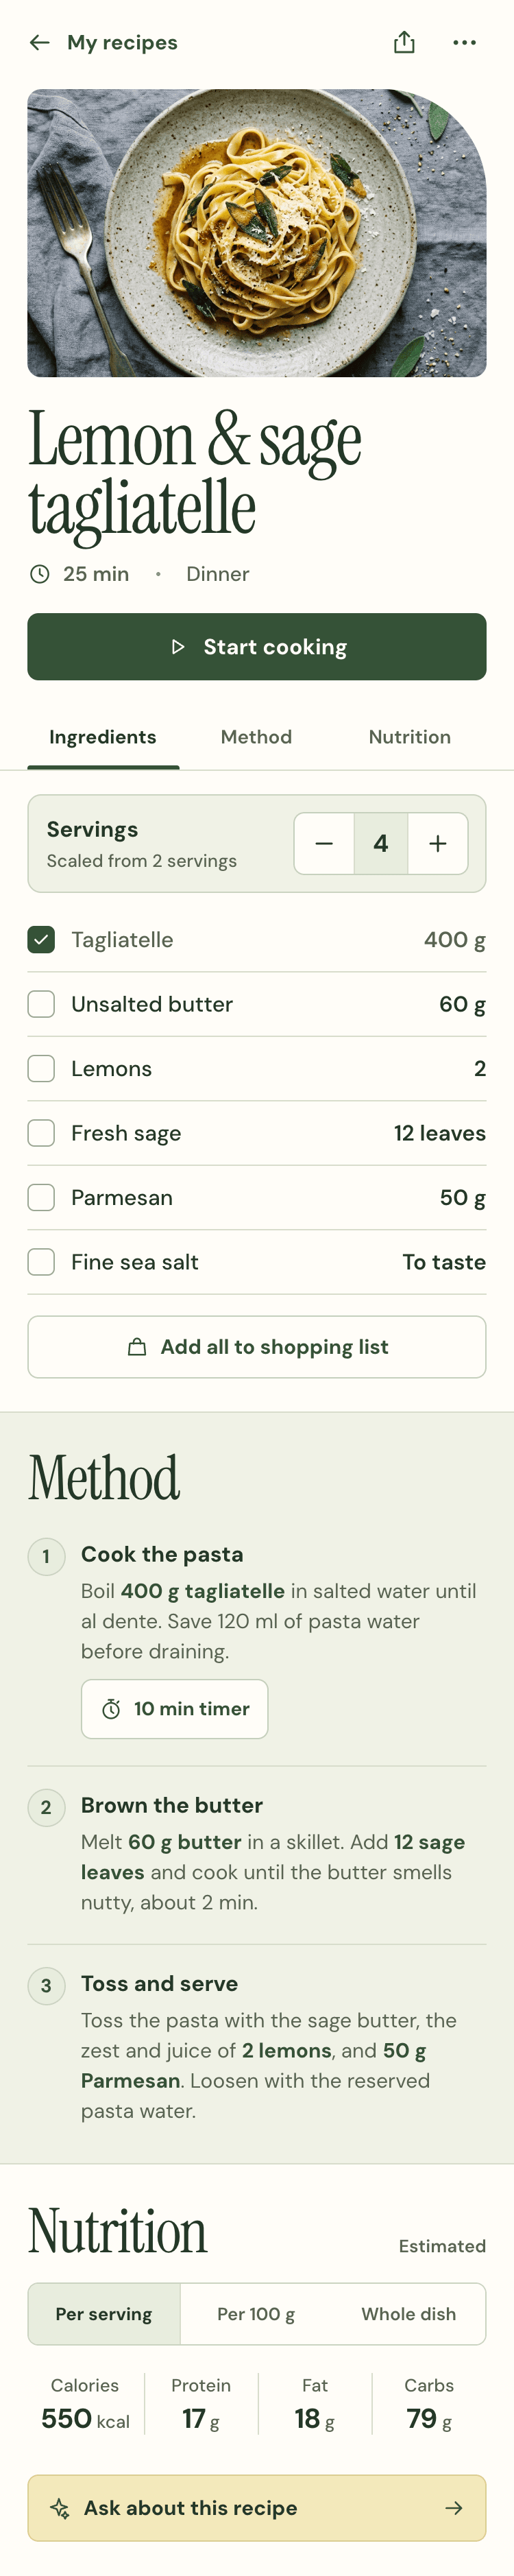 My recipes
Lemon & sage
tagliatelle
25 min • Dinner
Start cooking
Ingredients Method Nutrition
Servings
Scaled from 2 servings
4
Tagliatelle 400 g
Unsalted butter 60 g
Lemons 2
Fresh sage 12 leaves
Parmesan 50 g
Fine sea salt To taste
Add all to shopping list
Method
1 Cook the pasta
Boil 400 g tagliatelle in salted water until
al dente. Save 120 ml of pasta water
before draining.
10 min timer
2 Brown the butter
Melt 60 g butter in a skillet. Add 12 sage
leaves and cook until the butter smells
nutty, about 2 min.
3 Toss and serve
Toss the pasta with the sage butter, the
zest and juice of 2 lemons, and 50 g
Parmesan. Loosen with the reserved
pasta water.
Nutrition Estimated
Per serving Per 100 g Whole dish
Calories Protein Fat Carbs
550 kcal 17 g 18 g 79 g
Ask about this recipe